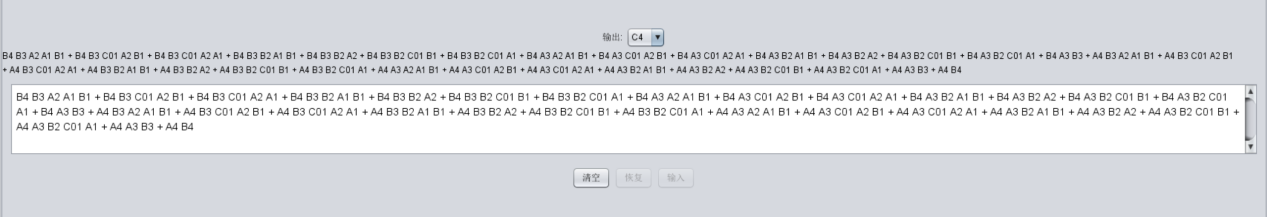 输出: C4
B4 B3 A2 A1 B1 + B4 B3 C01 A2 B1 + B4 B3 C01 A2 A1 + B4 B3 B2 A1 B1 + B4 B3 B2 A2 + B4 B3 B2 C01 B1 + B4 B3 B2 C01 A1 + B4 A3 A2 A1 B1 + B4 A3 C01 A2 B1 + B4 A3 C01 A2 A1 + B4 A3 B2 A1 B1 + B4 A3 B2 A2 + B4 A3 B2 C01 B1 + B4 A3 B2 C01 A1 + B4 A3 B3 + A4 B3 A2 A1 B1 + A4 B3 C01 A2 B1
+ A4 B3 C01 A2 A1 + A4 B3 B2 A1 B1 + A4 B3 B2 A2 + A4 B3 B2 C01 B1 + A4 B3 B2 C01 A1 + A4 A3 A2 A1 B1 + A4 A3 C01 A2 B1 + A4 A3 C01 A2 A1 + A4 A3 B2 A1 B1 + A4 A3 B2 A2 + A4 A3 B2 C01 B1 + A4 A3 B2 C01 A1 + A4 A3 B3 + A4 B4
B4 B3 A2 A1 B1 + B4 B3 C01 A2 B1 + B4 B3 C01 A2 A1 + B4 B3 B2 A1 B1 + B4 B3 B2 A2 + B4 B3 B2 C01 B1 + B4 B3 B2 C01 A1 + B4 A3 A2 A1 B1 + B4 A3 C01 A2 B1 + B4 A3 C01 A2 A1 + B4 A3 B2 A1 B1 + B4 A3 B2 A2 + B4 A3 B2 C01 B1 + B4 A3 B2 C01
A1 + B4 A3 B3 + A4 B3 A2 A1 B1 + A4 B3 C01 A2 B1 + A4 B3 C01 A2 A1 + A4 B3 B2 A1 B1 + A4 B3 B2 A2 + A4 B3 B2 C01 B1 + A4 B3 B2 C01 A1 + A4 A3 A2 A1 B1 + A4 A3 C01 A2 B1 + A4 A3 C01 A2 A1 + A4 A3 B2 A1 B1 + A4 A3 B2 A2 + A4 A3 B2 C01 B1 +
A4 A3 B2 C01 A1 + A4 A3 B3 + A4 B4
清空 恢复 输入